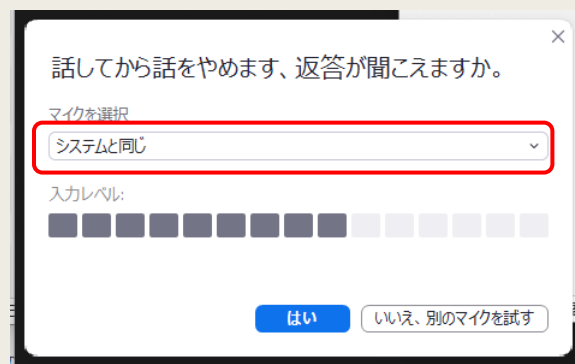 話してから話をやめます、返答が聞こえますか。
マイクを選択
システムと同じ
入力レベル:
はい
いいえ、別のマイクを試す